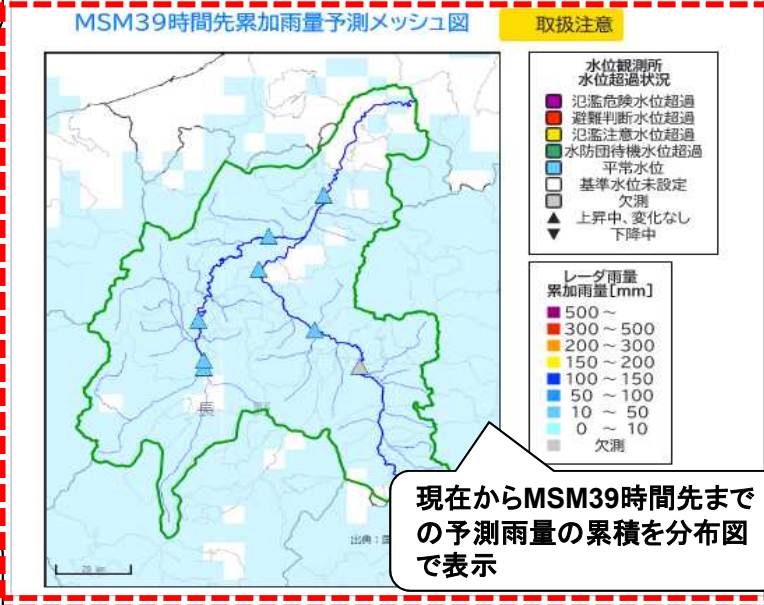 MSM39時間先累加雨量予測メッシュ図
取扱注意
水位観測所
水位超過状況
氾濫危険水位超過
避難判断水位超過
氾濫注意水位超過
水防団待機水位超過
平常水位
基準水位未設定
欠測
上昇中、変化なし
下降中
レーダ雨量
累加雨量[mm]
500～
300～500
200～300
150～200
100～150
50～100
10～50
0～10
欠測
長野
出典：国
20 km
現在からMSM39時間先まで
の予測雨量の累積を分布図
で表示